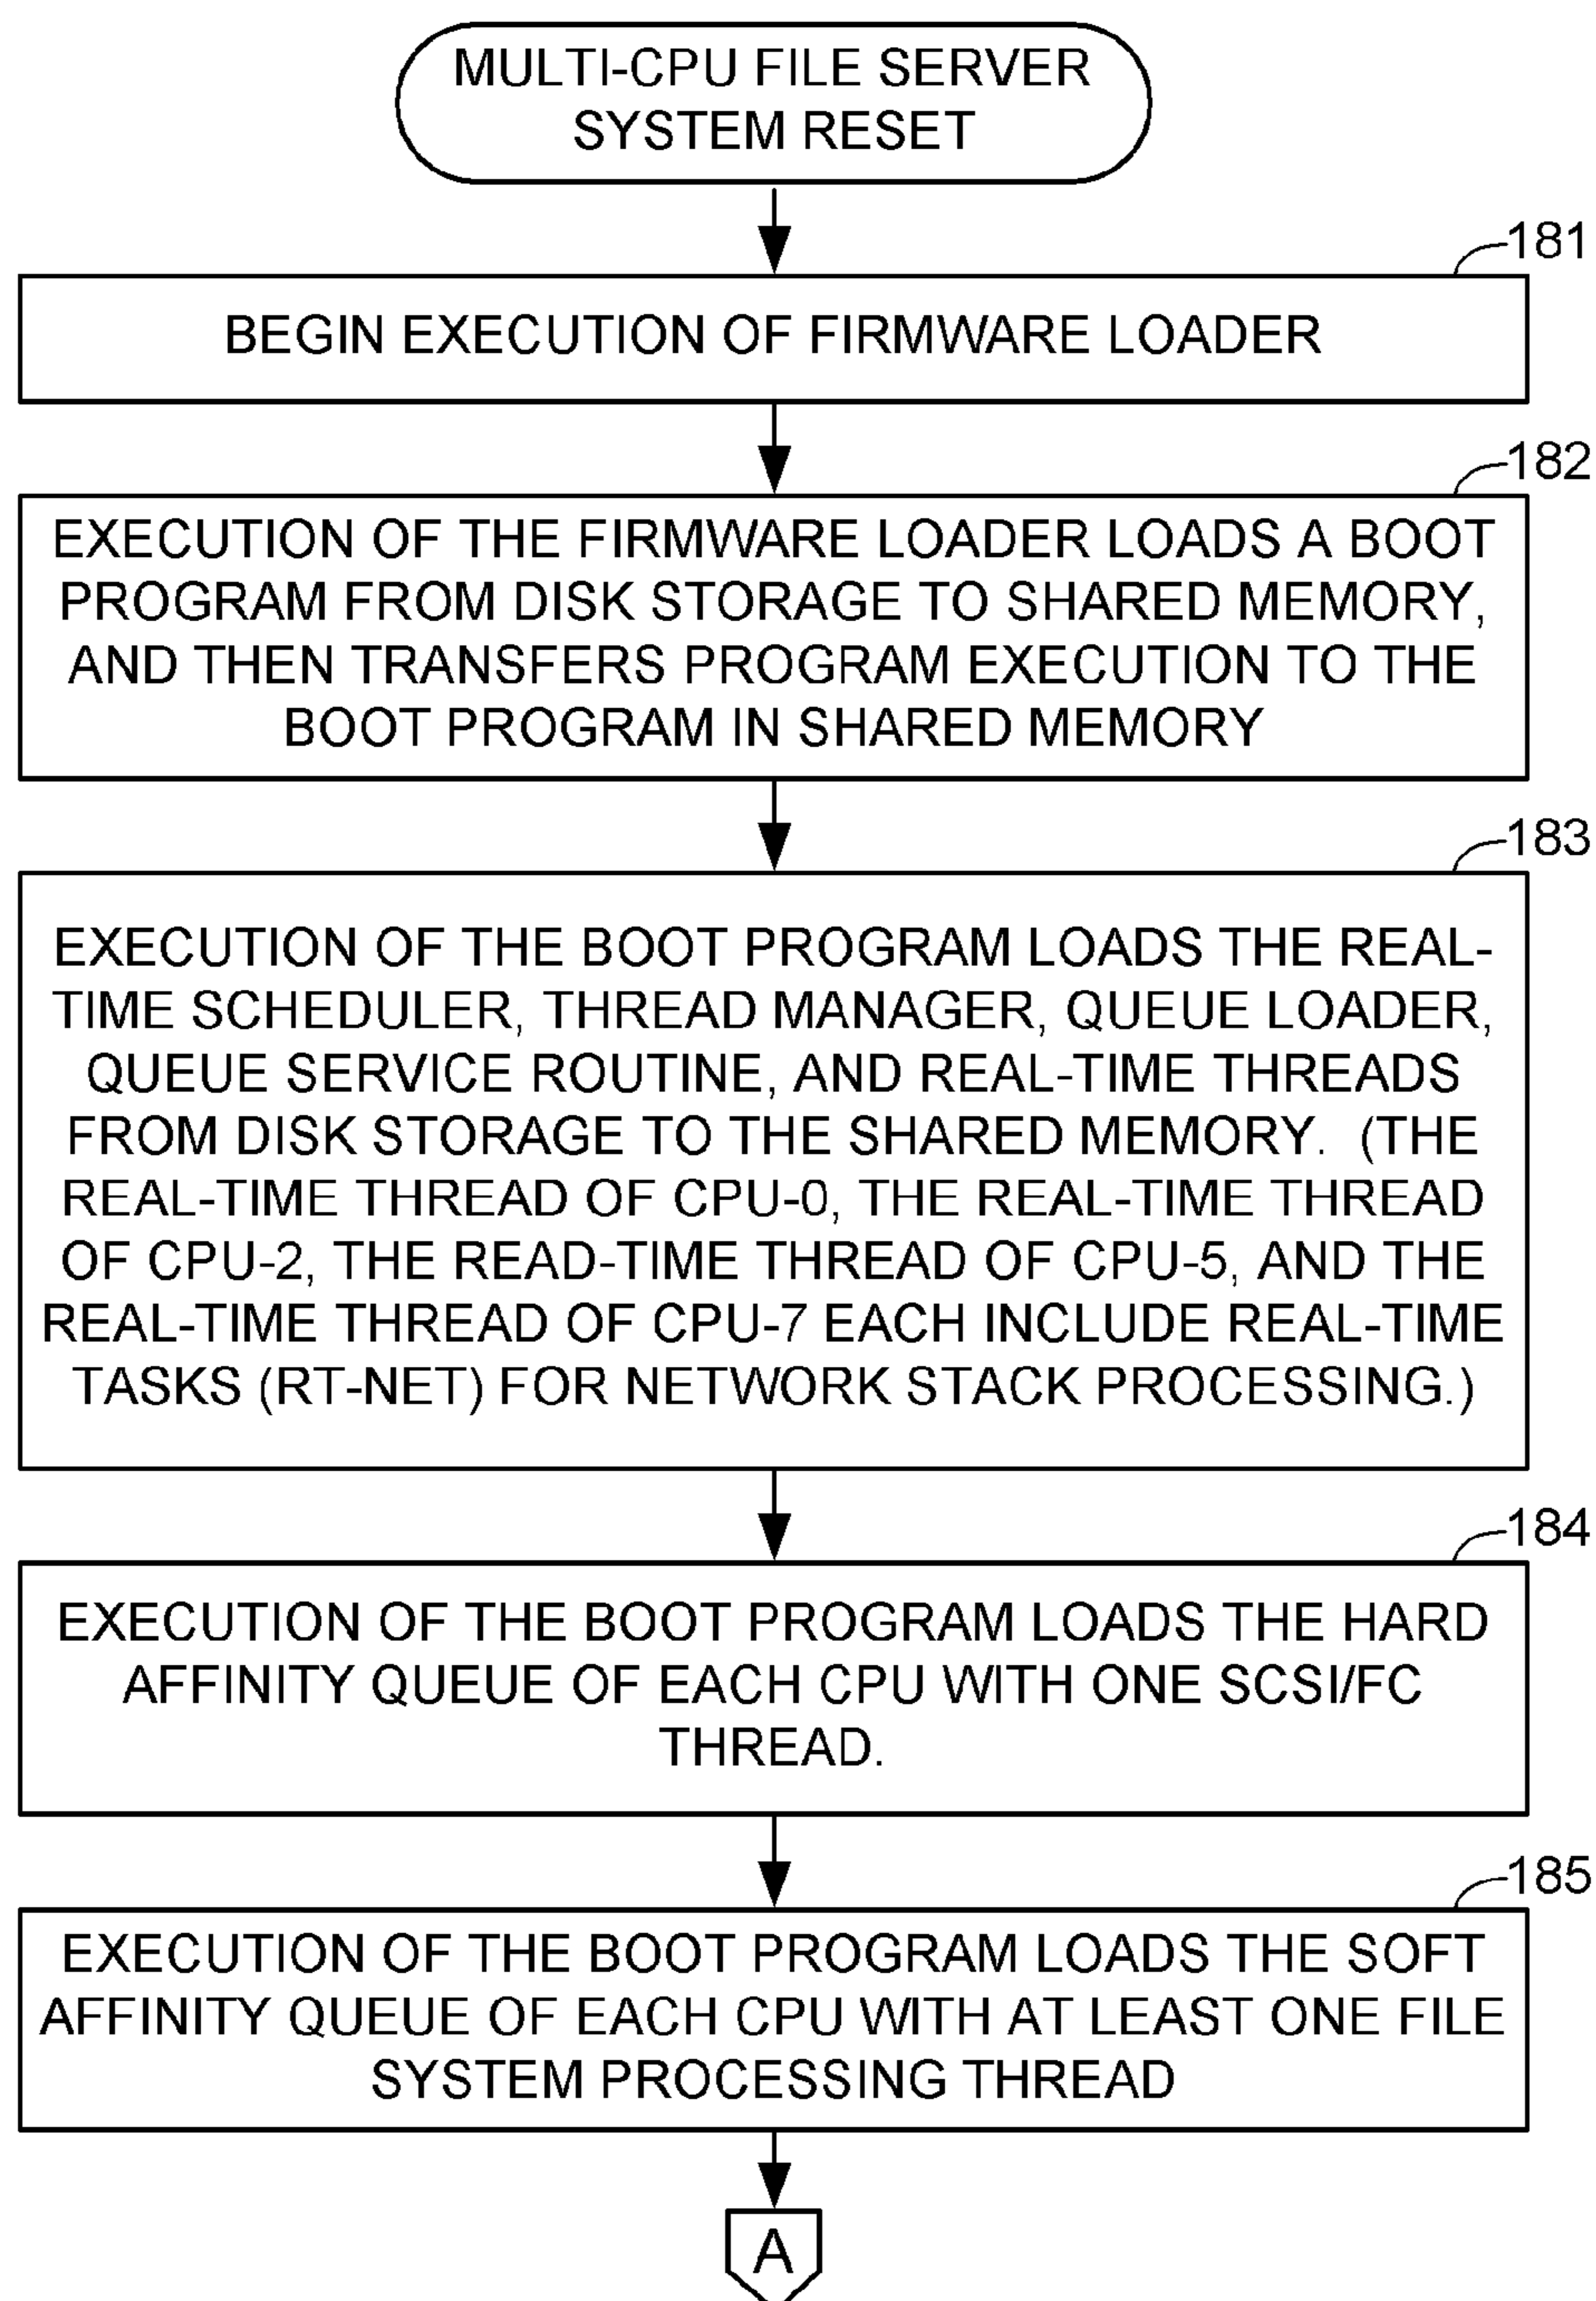 MULTI-CPU FILE SERVER
SYSTEM RESET
181
BEGIN EXECUTION OF FIRMWARE LOADER
182
EXECUTION OF THE FIRMWARE LOADER LOADS A BOOT
PROGRAM FROM DISK STORAGE TO SHARED MEMORY,
AND THEN TRANSFERS PROGRAM EXECUTION TO THE
BOOT PROGRAM IN SHARED MEMORY
183
EXECUTION OF THE BOOT PROGRAM LOADS THE REAL-
TIME SCHEDULER, THREAD MANAGER, QUEUE LOADER,
QUEUE SERVICE ROUTINE, AND REAL-TIME THREADS
FROM DISK STORAGE TO THE SHARED MEMORY. (THE
REAL-TIME THREAD OF CPU-0, THE REAL-TIME THREAD
OF CPU-2, THE READ-TIME THREAD OF CPU-5, AND THE
REAL-TIME THREAD OF CPU-7 EACH INCLUDE REAL-TIME
TASKS (RT-NET) FOR NETWORK STACK PROCESSING.)
184
EXECUTION OF THE BOOT PROGRAM LOADS THE HARD
AFFINITY QUEUE OF EACH CPU WITH ONE SCSI/FC
THREAD.
185
EXECUTION OF THE BOOT PROGRAM LOADS THE SOFT
AFFINITY QUEUE OF EACH CPU WITH AT LEAST ONE FILE
SYSTEM PROCESSING THREAD
A